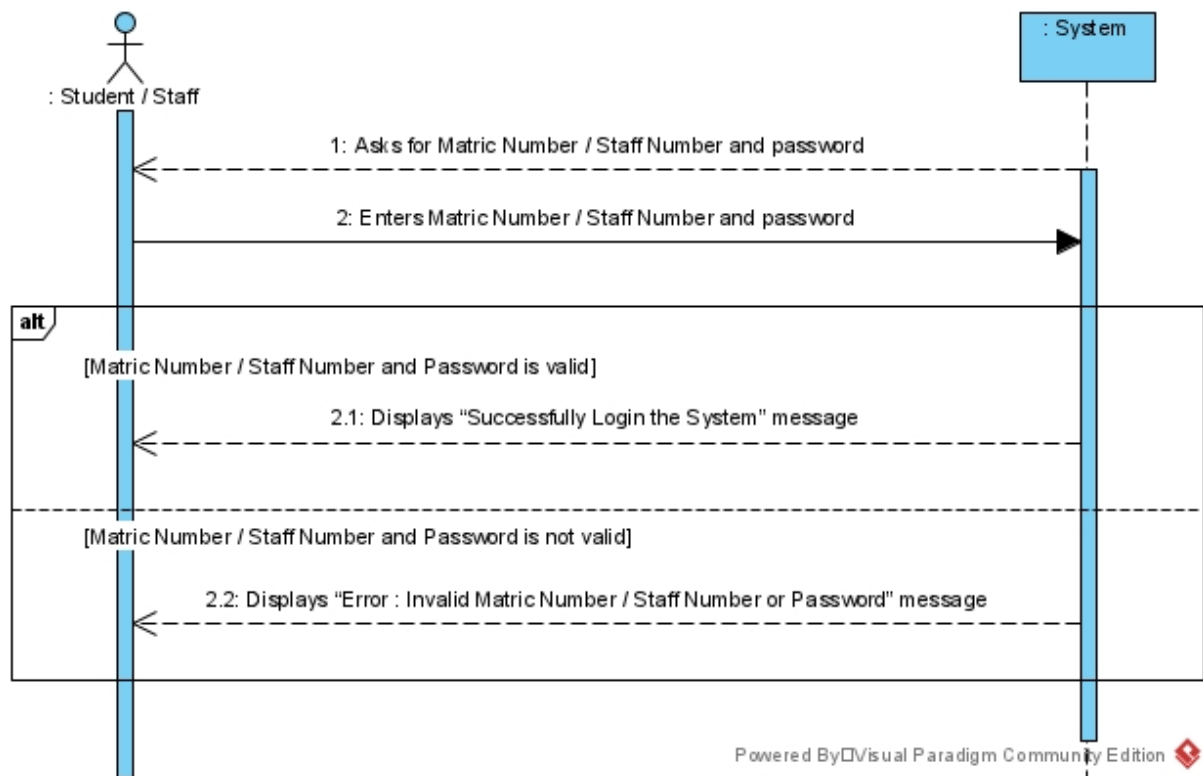 : System
: Student / Staff
1: Asks for Matric Number / Staff Number and password
2: Enters Matric Number / Staff Number and password
alt
[Matric Number / Staff Number and Password is valid]
2.1: Displays “Successfully Login the System” message
[Matric Number / Staff Number and Password is not valid]
2.2: Displays “Error : Invalid Matric Number / Staff Number or Password” message
Powered By□Visual Paradigm Community Edition